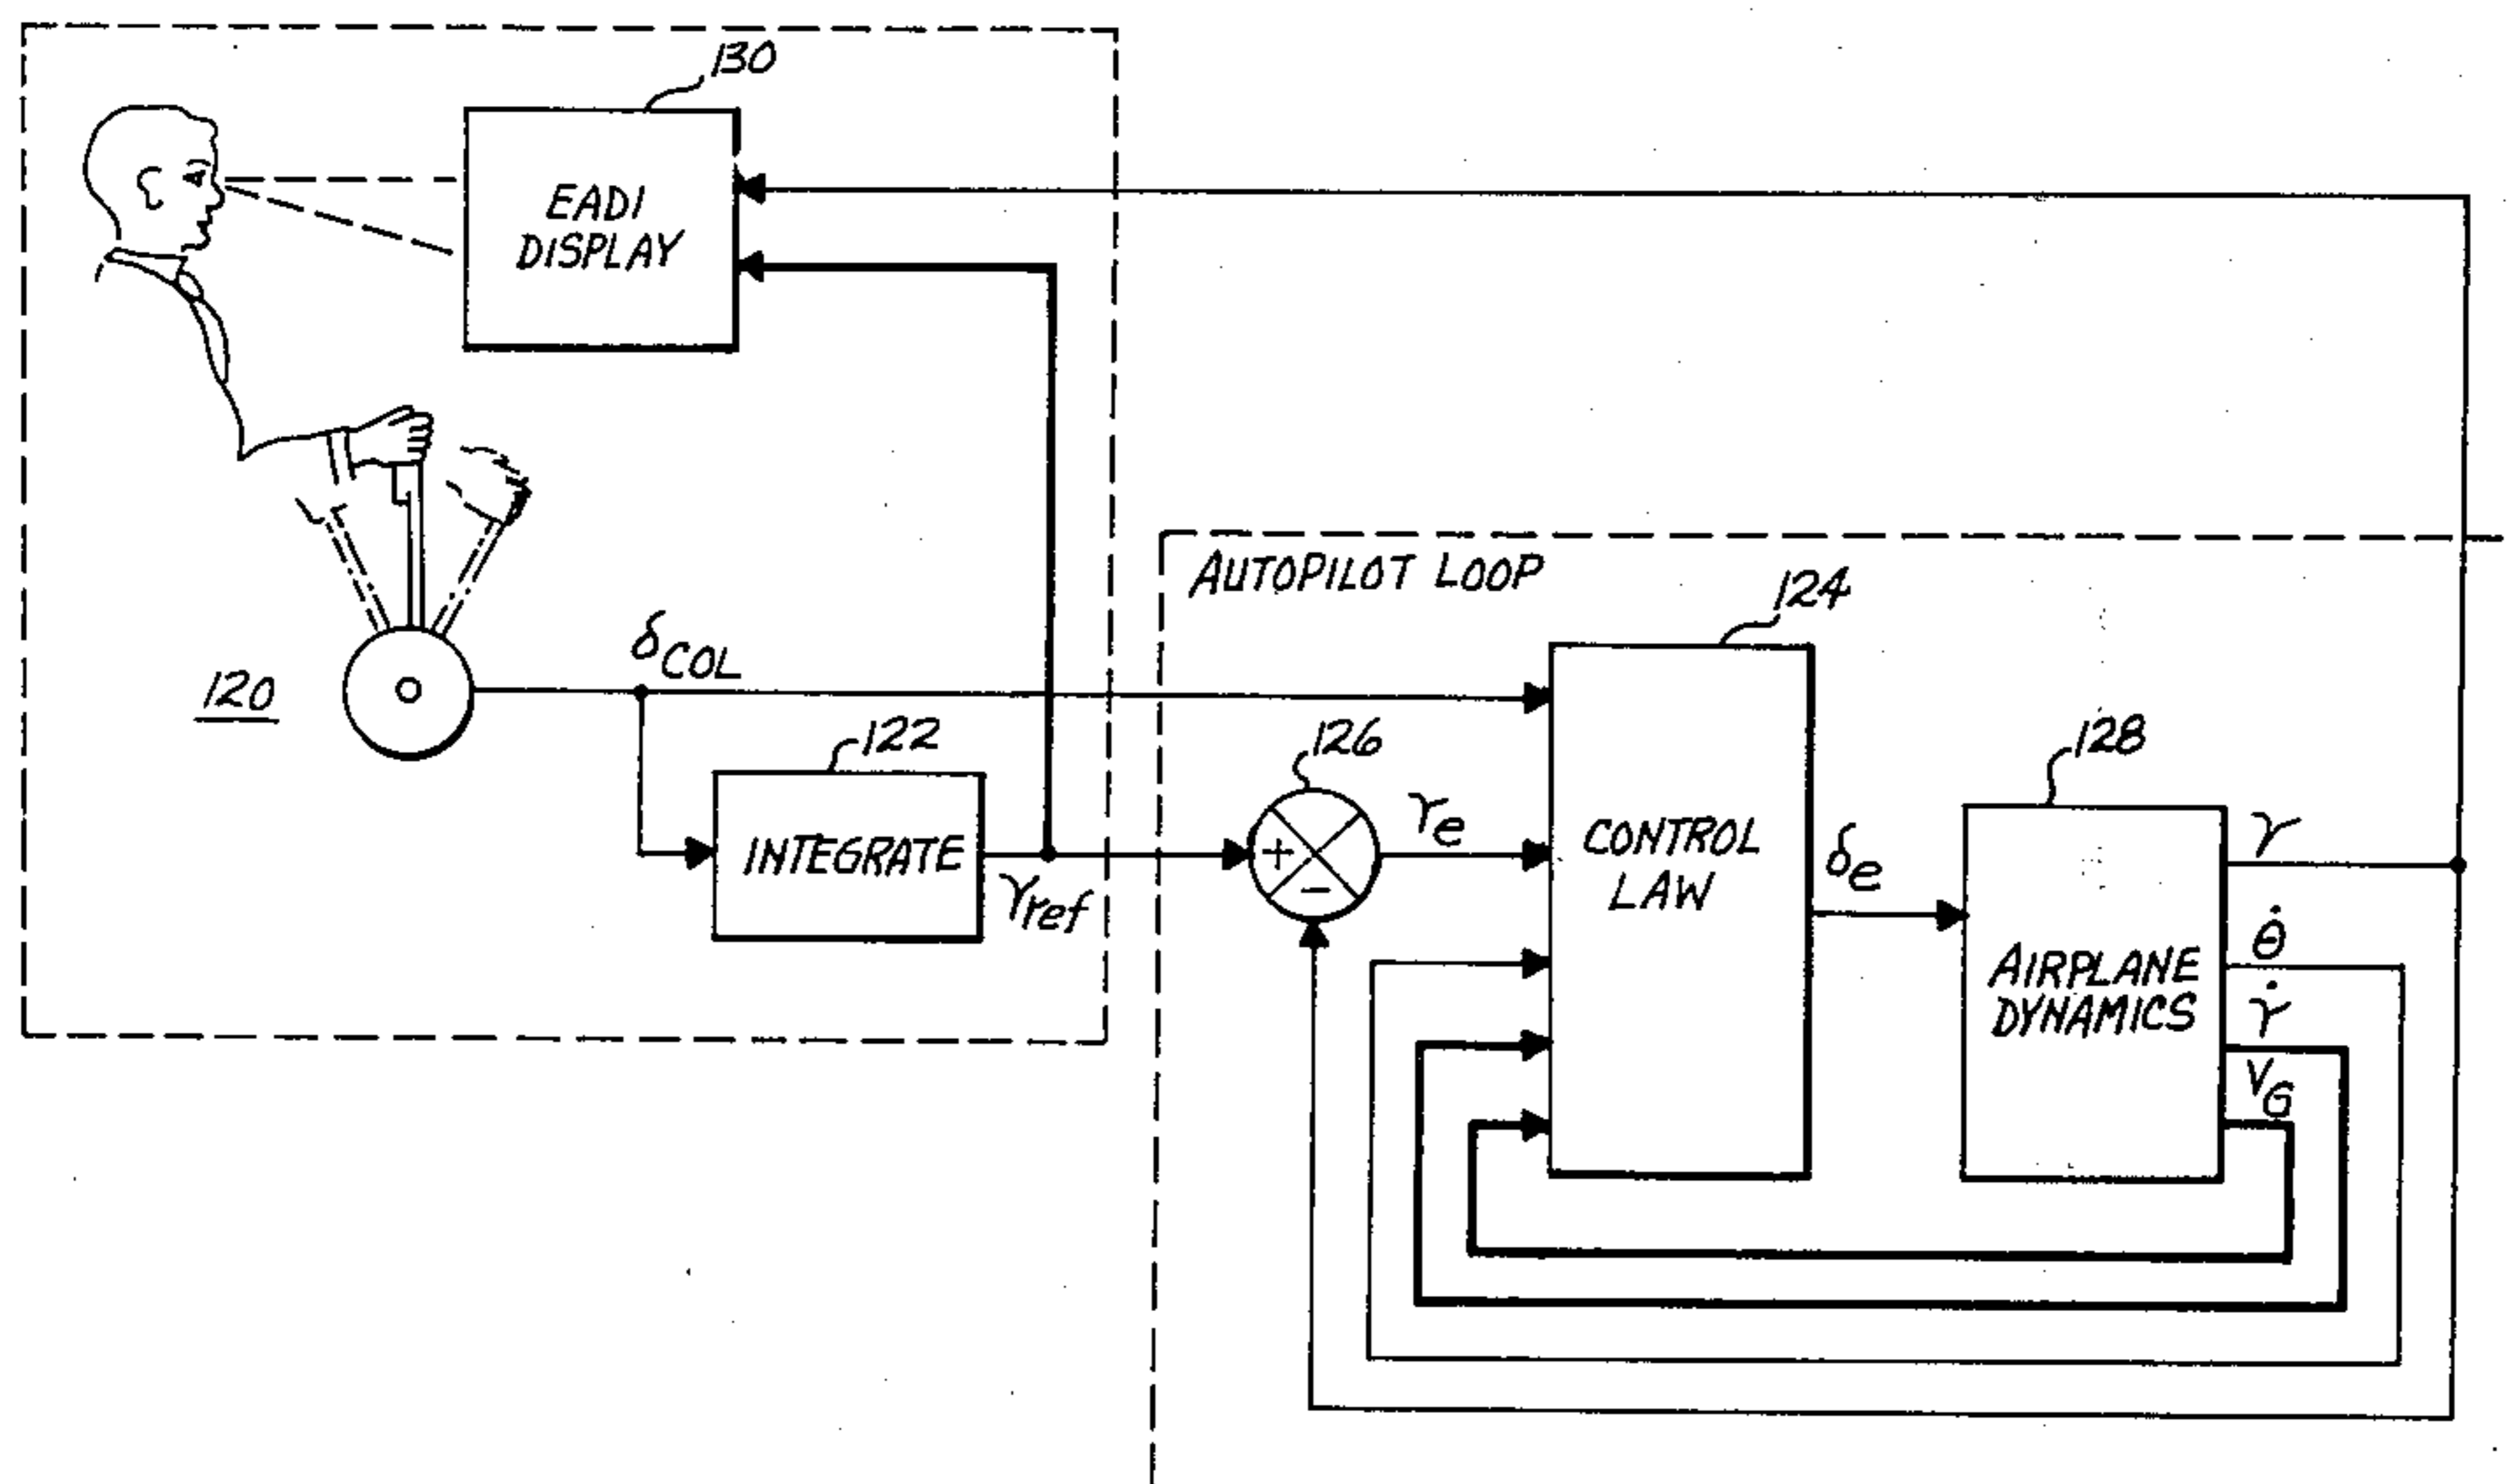 130
EADI
DISPLAY
AUTOPILOT LOOP
124
δCOL
120
122
126
128
INTEGRATE
γref
+
−
γe
CONTROL
LAW
δe
γ
θ̇
AIRPLANE
DYNAMICS
γ̇
VG